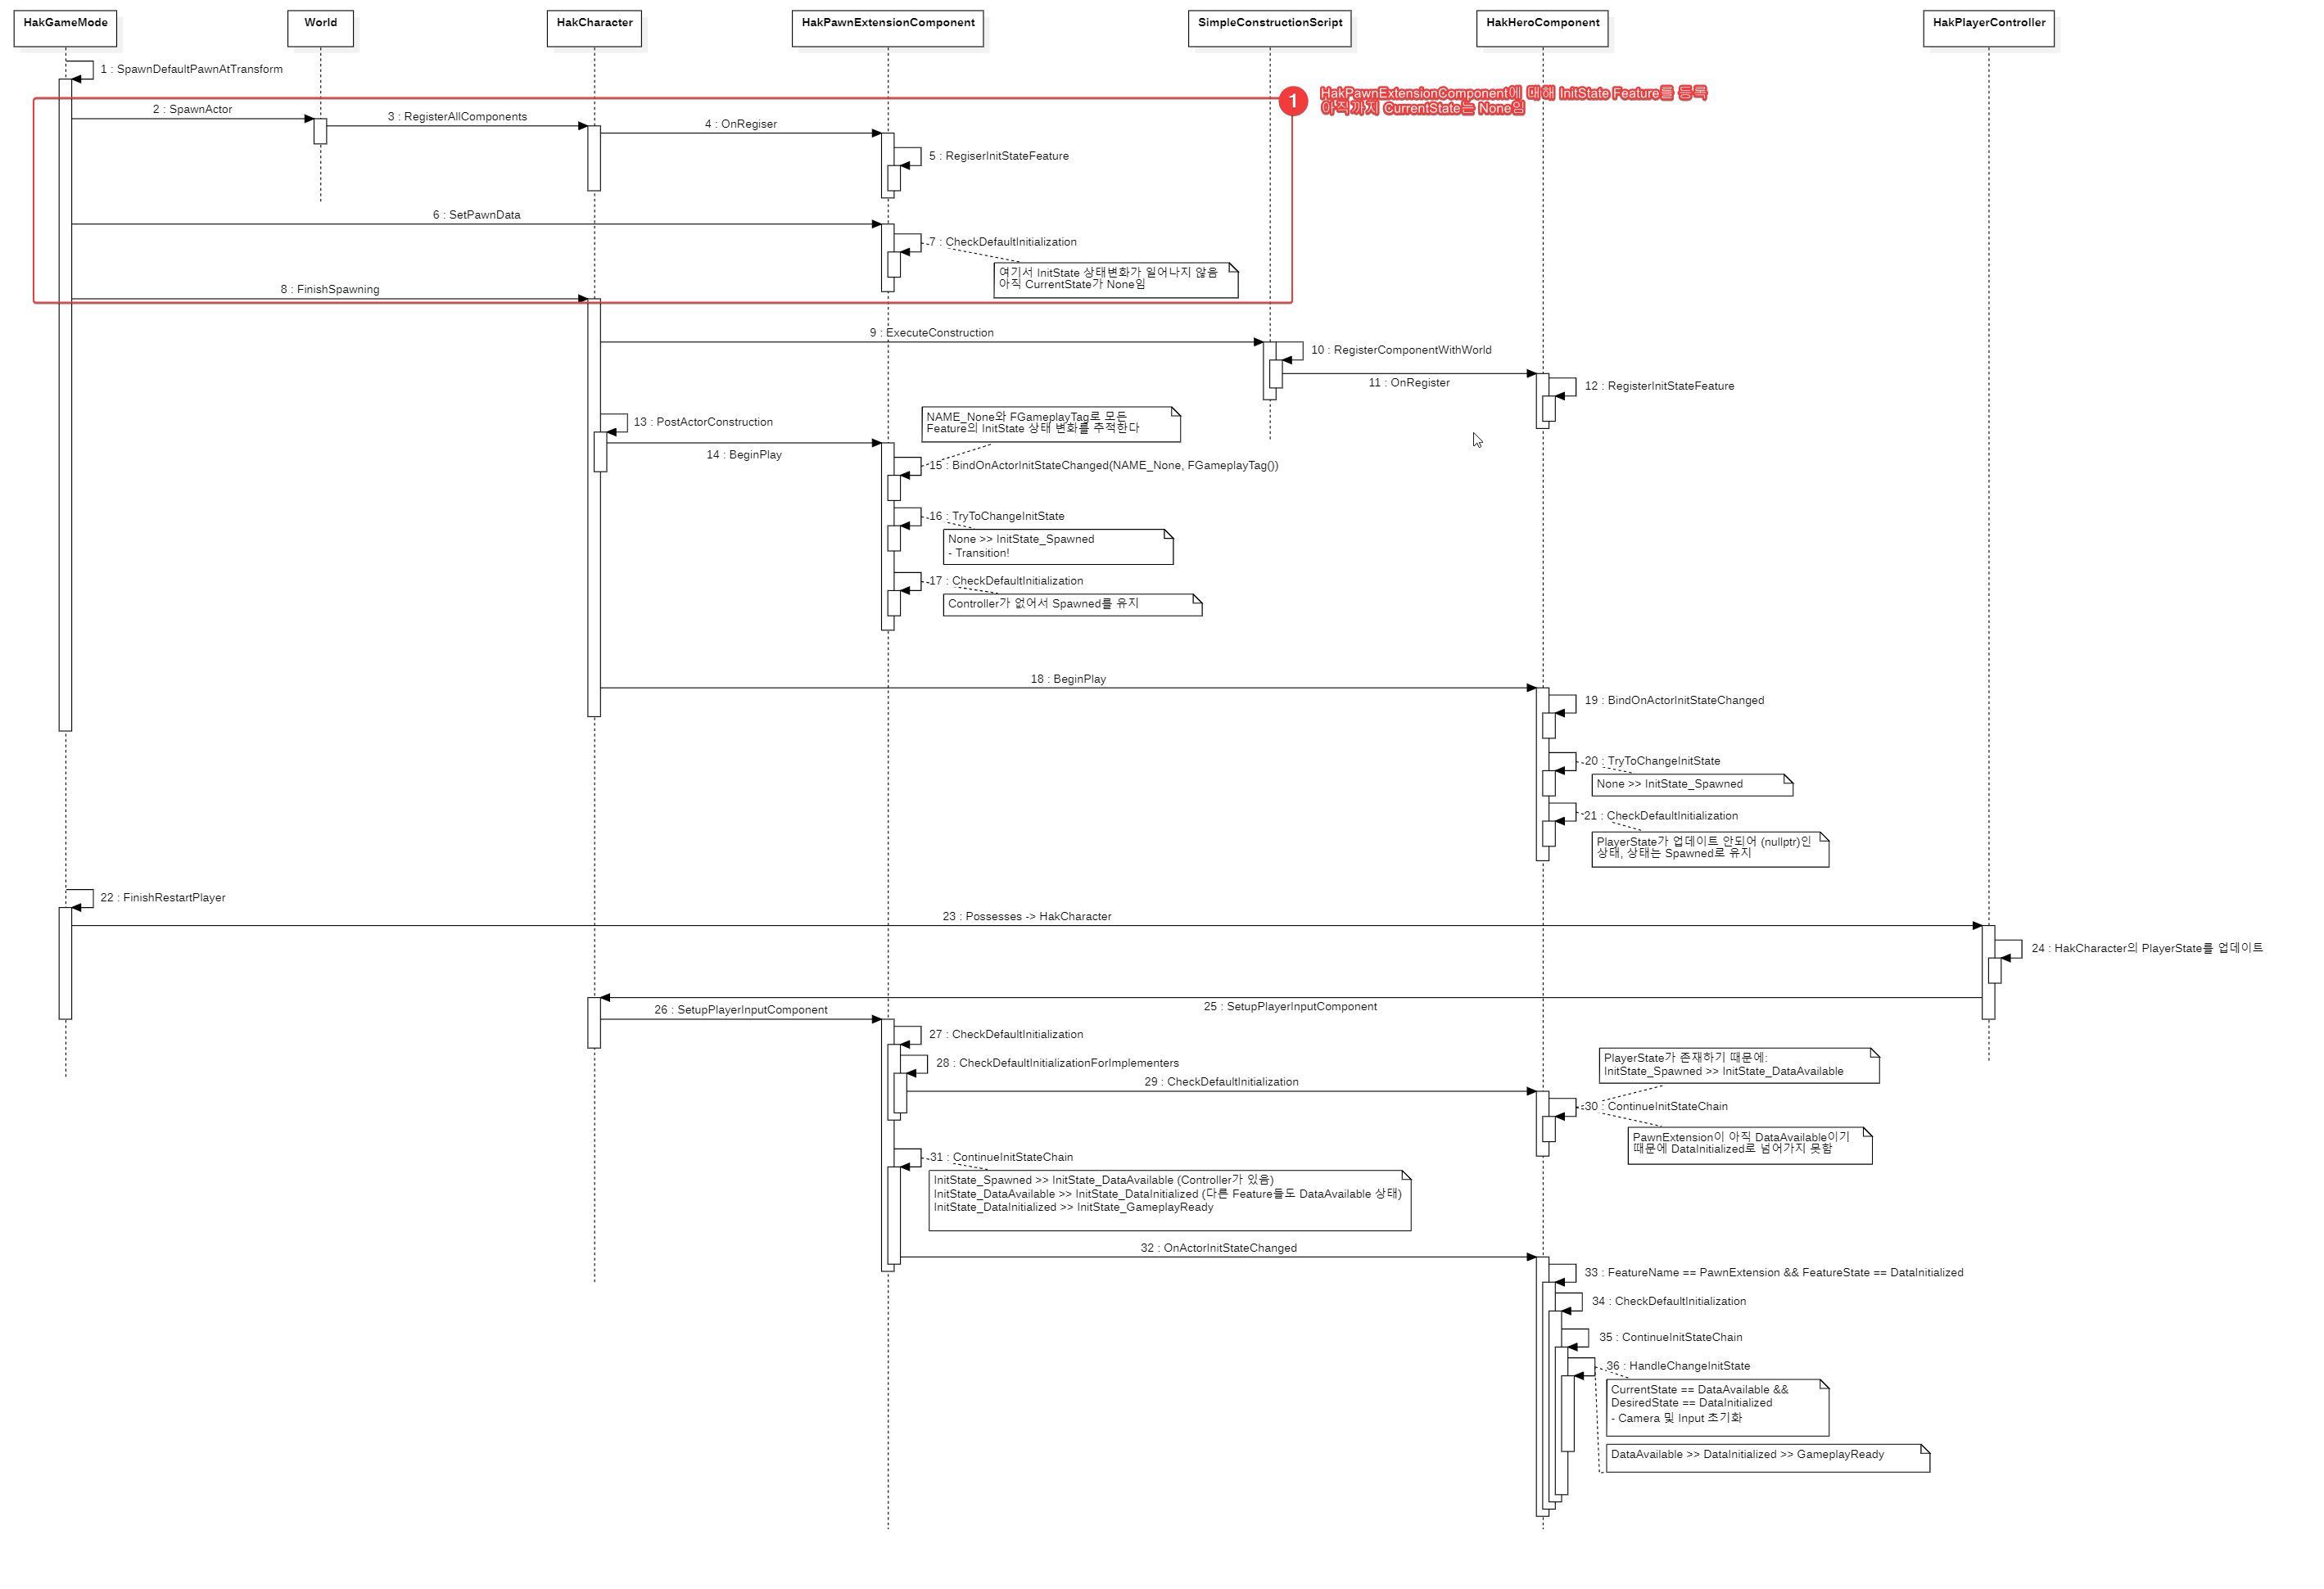 HakGameMode
World
HakCharacter
HakPawnExtensionComponent
SimpleConstructionScript
HakHeroComponent
HakPlayerController
1 : SpawnDefaultPawnAtTransform
1
HakPawnExtensionComponent에 대해 InitState Feature를 등록
아직까지 CurrentState는 None임
2 : SpawnActor
3 : RegisterAllComponents
4 : OnRegiser
5 : RegiserInitStateFeature
6 : SetPawnData
7 : CheckDefaultInitialization
여기서 InitState 상태변화가 일어나지 않음
아직 CurrentState가 None임
8 : FinishSpawning
9 : ExecuteConstruction
10 : RegisterComponentWithWorld
11 : OnRegister
12 : RegisterInitStateFeature
13 : PostActorConstruction
NAME_None와 FGameplayTag로 모든
Feature의 InitState 상태 변화를 추적한다
14 : BeginPlay
15 : BindOnActorInitStateChanged(NAME_None, FGameplayTag())
16 : TryToChangeInitState
None >> InitState_Spawned
- Transition!
17 : CheckDefaultInitialization
Controller가 없어서 Spawned를 유지
18 : BeginPlay
19 : BindOnActorInitStateChanged
20 : TryToChangeInitState
None >> InitState_Spawned
21 : CheckDefaultInitialization
PlayerState가 업데이트 안되어 (nullptr)인
상태, 상태는 Spawned로 유지
22 : FinishRestartPlayer
23 : Possesses -> HakCharacter
24 : HakCharacter의 PlayerState를 업데이트
25 : SetupPlayerInputComponent
26 : SetupPlayerInputComponent
27 : CheckDefaultInitialization
28 : CheckDefaultInitializationForImplementers
29 : CheckDefaultInitialization
PlayerState가 존재하기 때문에:
InitState_Spawned >> InitState_DataAvailable
30 : ContinueInitStateChain
PawnExtension이 아직 DataAvailable이기
때문에 DataInitialized로 넘어가지 못함
31 : ContinueInitStateChain
InitState_Spawned >> InitState_DataAvailable (Controller가 있음)
InitState_DataAvailable >> InitState_DataInitialized (다른 Feature들도 DataAvailable 상태)
InitState_DataInitialized >> InitState_GameplayReady
32 : OnActorInitStateChanged
33 : FeatureName == PawnExtension && FeatureState == DataInitialized
34 : CheckDefaultInitialization
35 : ContinueInitStateChain
36 : HandleChangeInitState
CurrentState == DataAvailable &&
DesiredState == DataInitialized
- Camera 및 Input 초기화
DataAvailable >> DataInitialized >> GameplayReady